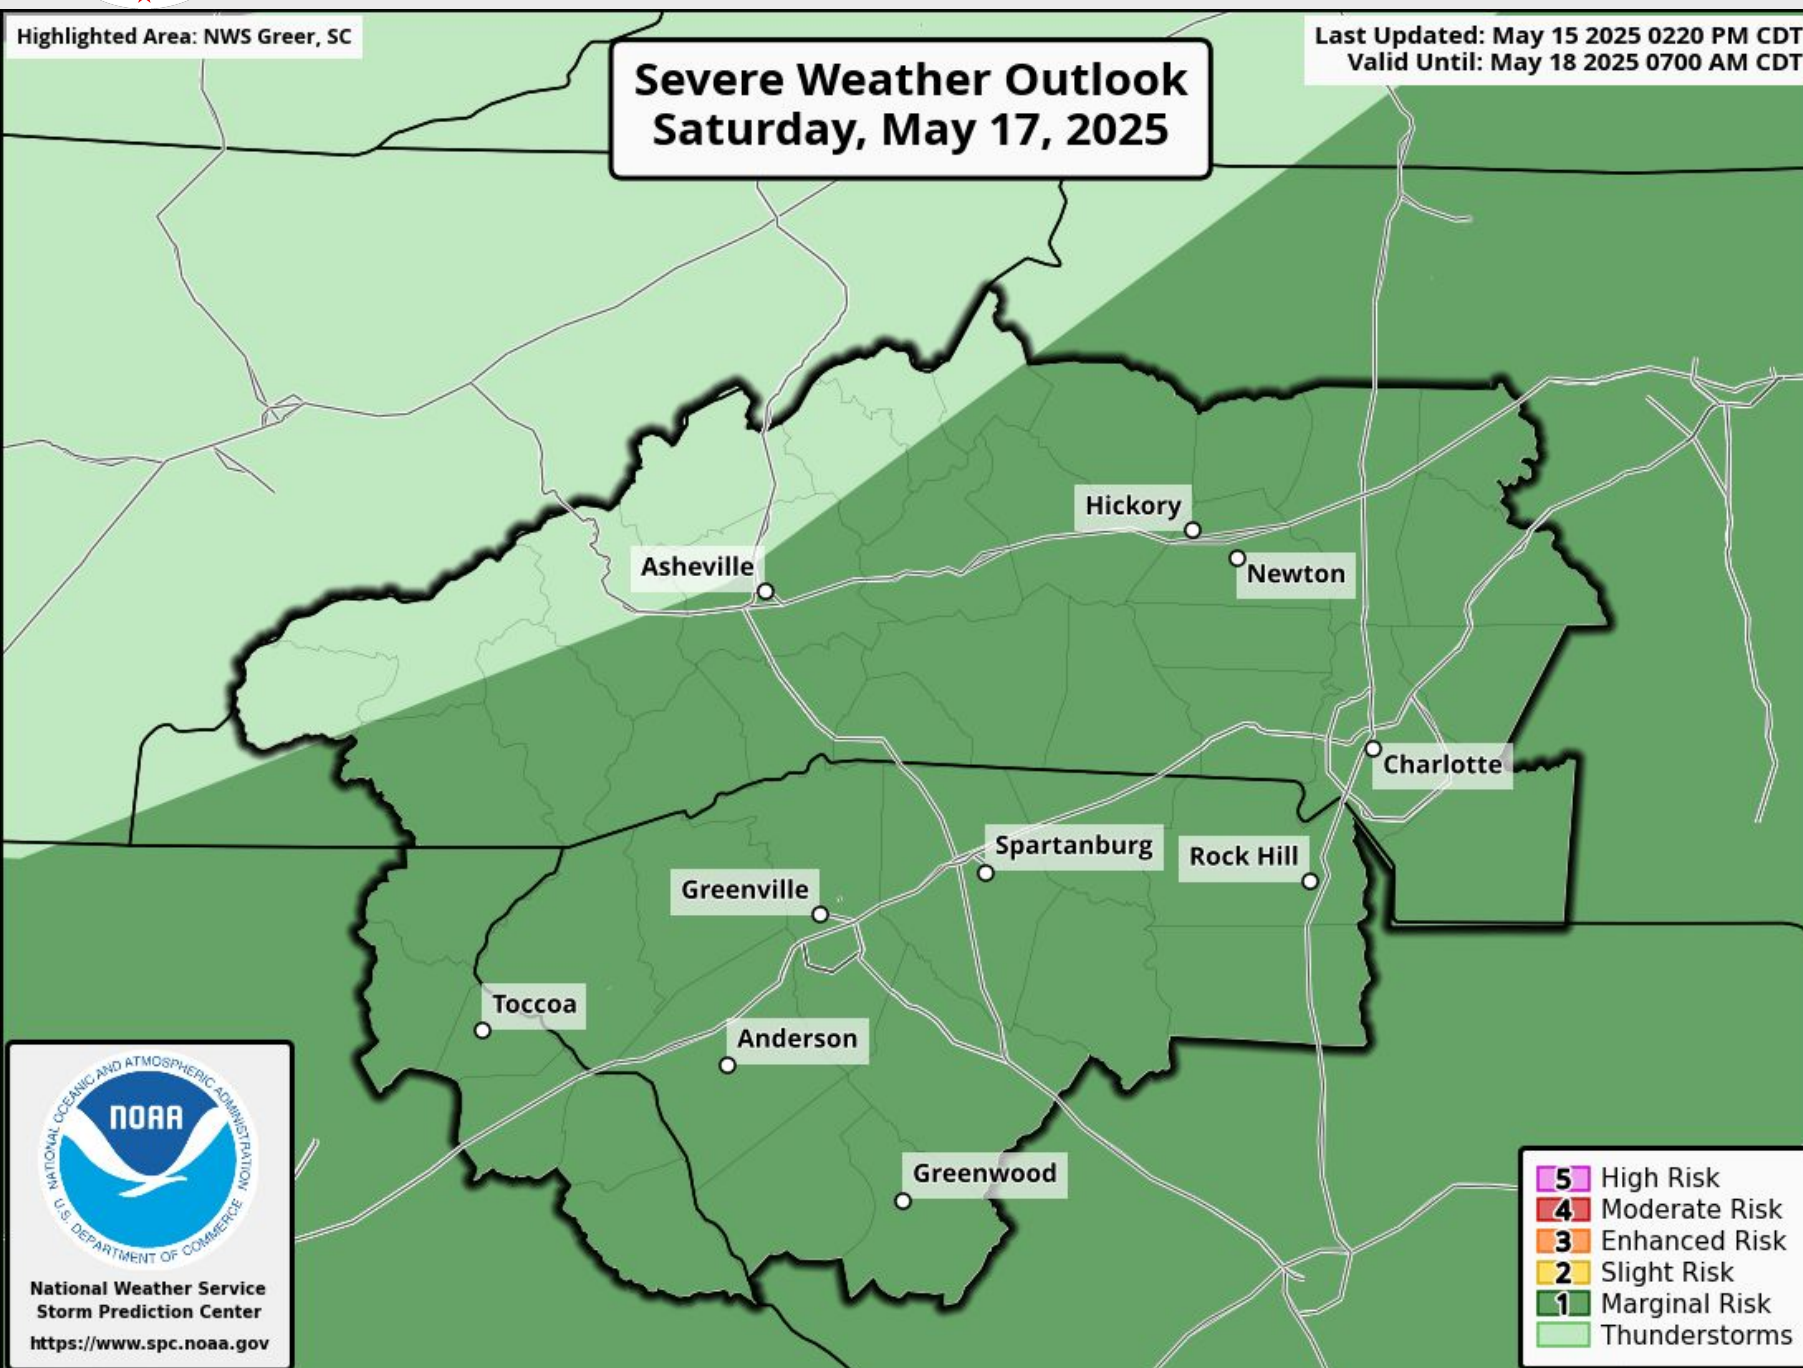 Highlighted Area: NWS Greer, SC
Severe Weather Outlook
Saturday, May 17, 2025
Last Updated: May 15 2025 0220 PM CDT
Valid Until: May 18 2025 0700 AM CDT
Hickory
Asheville
Newton
Charlotte
Spartanburg
Rock Hill
Greenville
Toccoa
Anderson
Greenwood
NATIONAL OCEANIC AND ATMOSPHERIC ADMINISTRATION
NOAA
U.S. DEPARTMENT OF COMMERCE
National Weather Service
Storm Prediction Center
https://www.spc.noaa.gov
5 High Risk
4 Moderate Risk
3 Enhanced Risk
2 Slight Risk
1 Marginal Risk
Thunderstorms